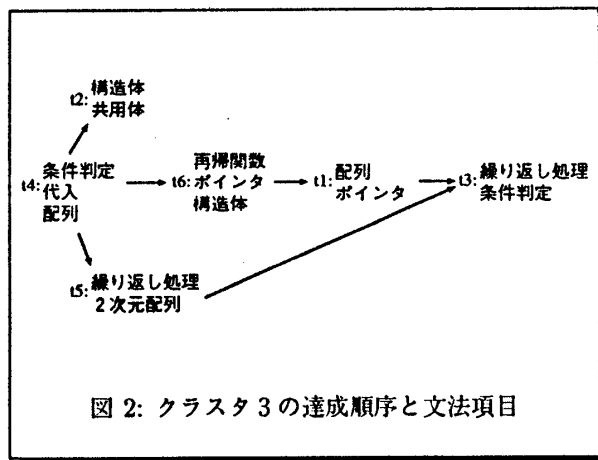 t2: 構造体
共用体
t4: 条件判定
代入
配列
t6: 再帰関数
ポインタ
構造体
t1: 配列
ポインタ
t3: 繰り返し処理
条件判定
t5: 繰り返し処理
2次元配列
図 2: クラスタ 3 の達成順序と文法項目